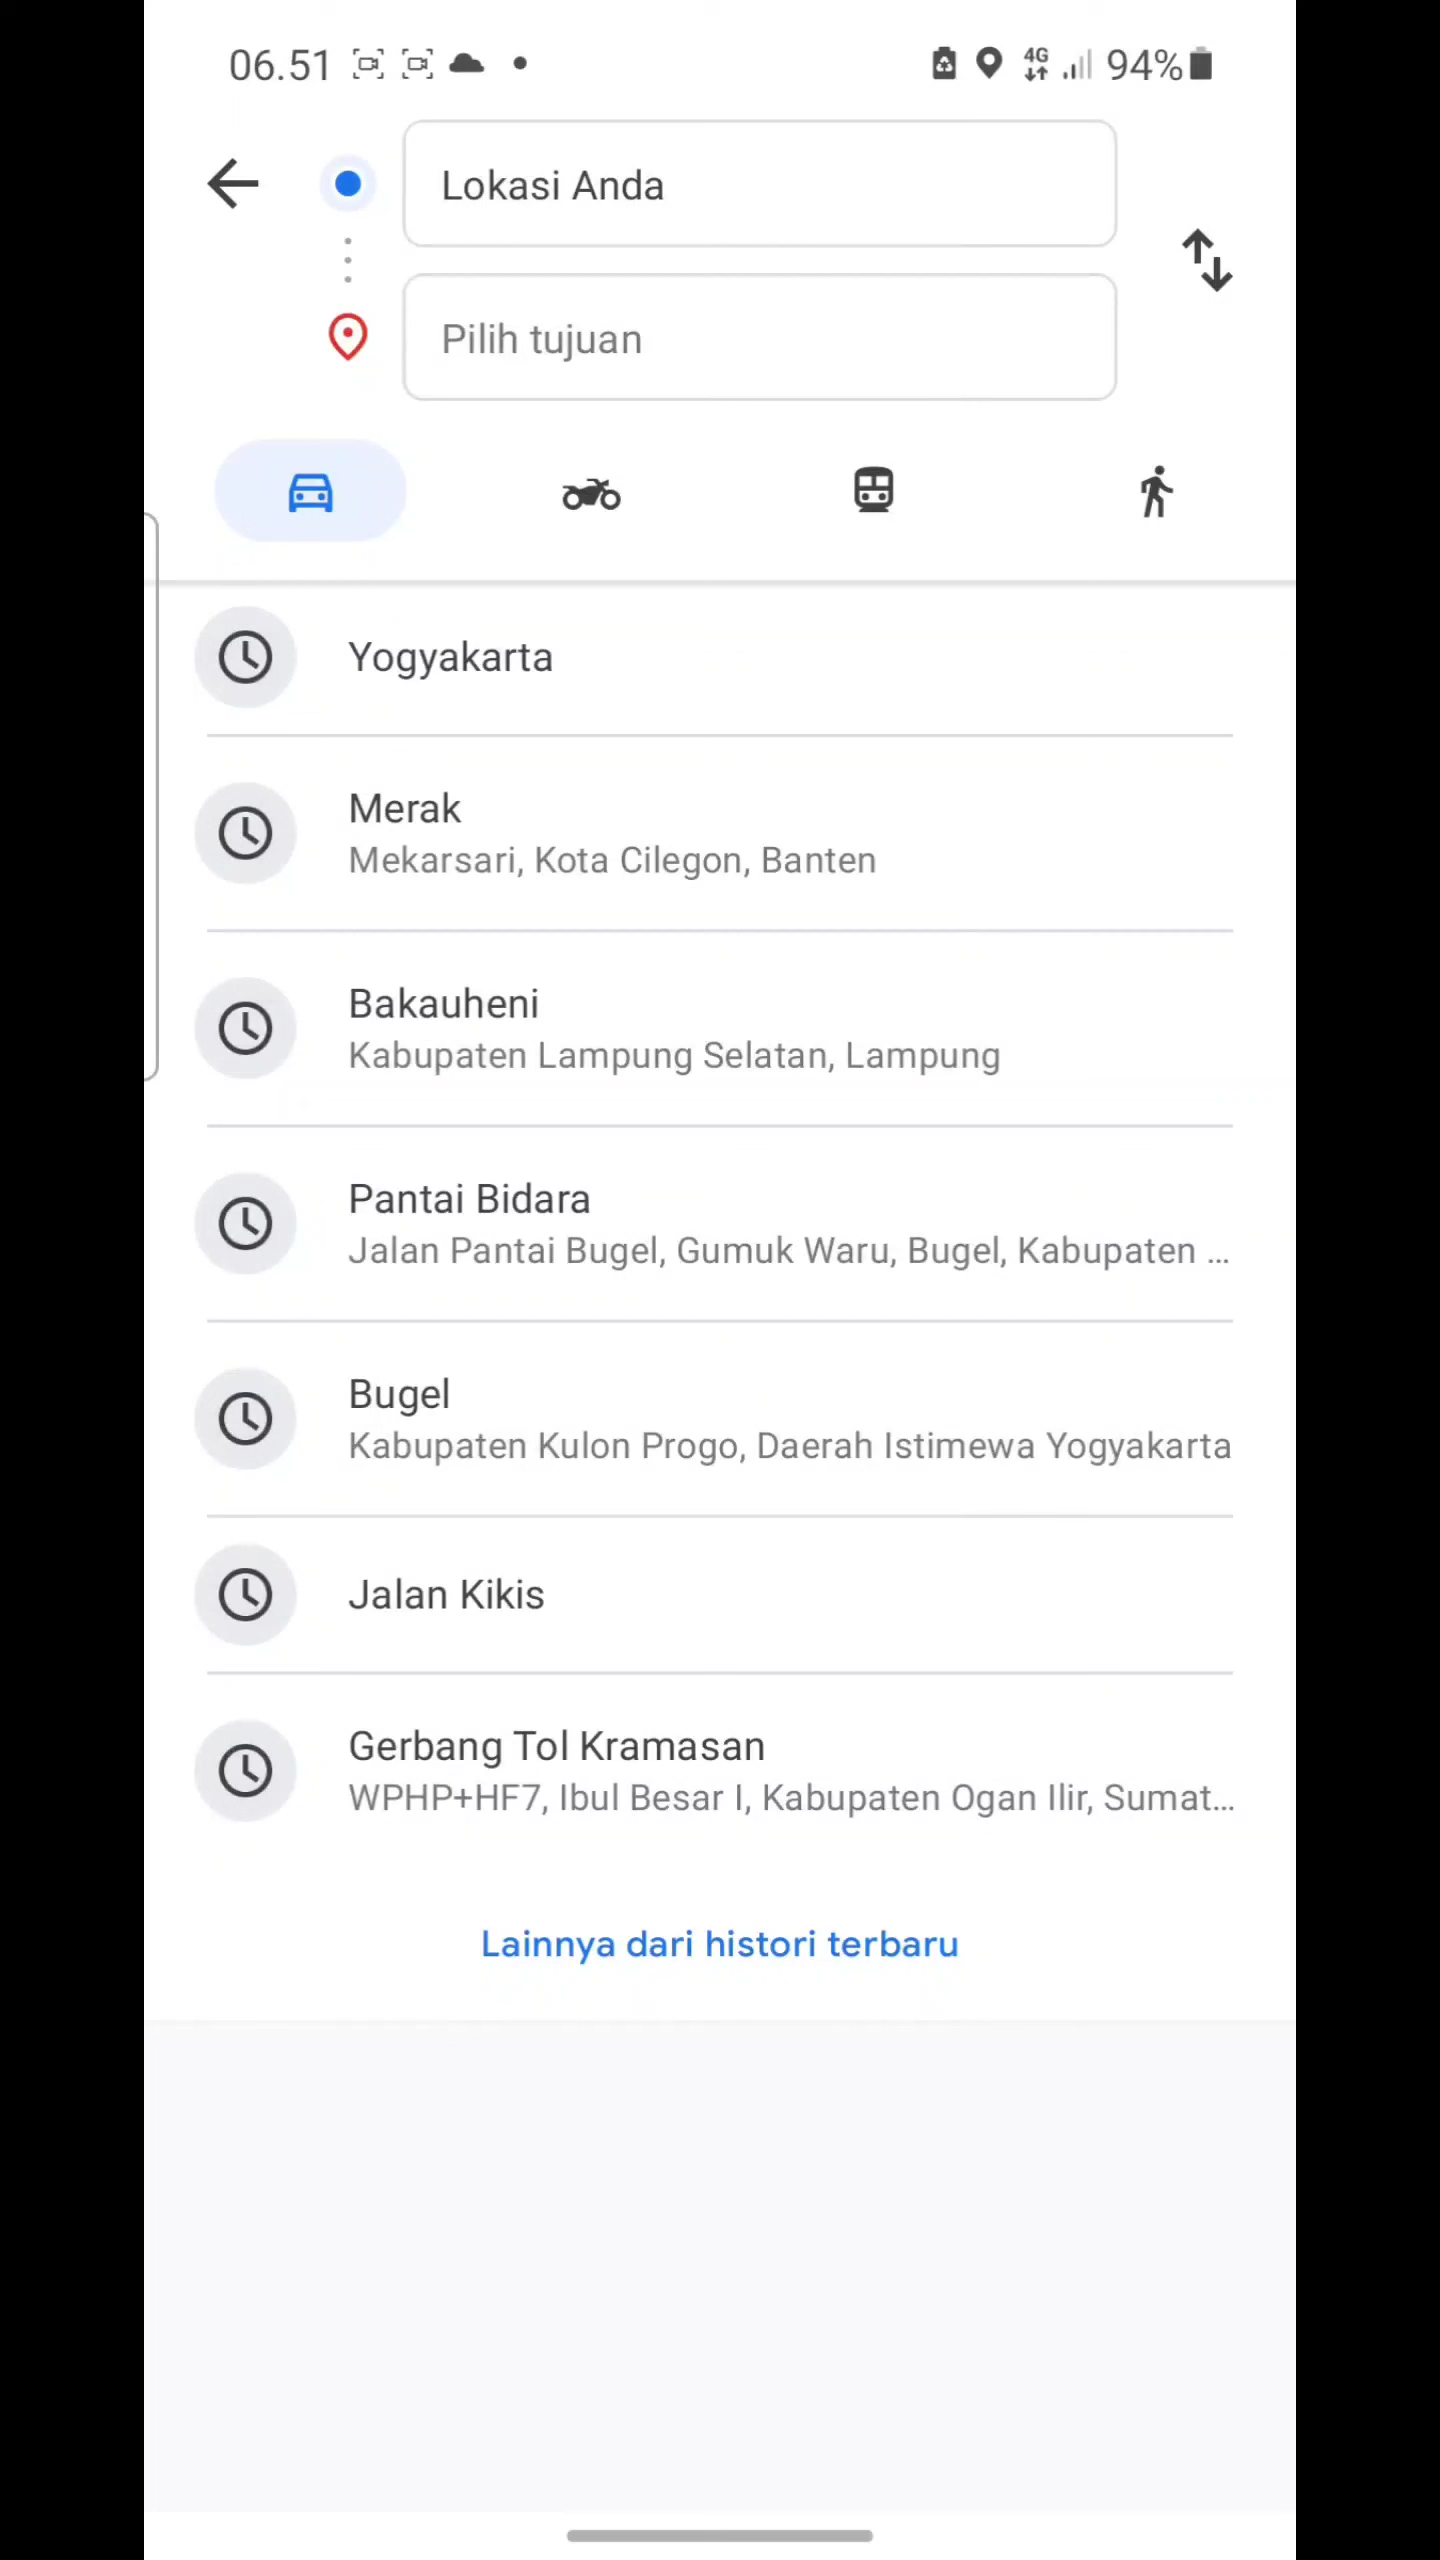 06.51
4G
94%
Lokasi Anda
Pilih tujuan
Yogyakarta
Merak
Mekarsari, Kota Cilegon, Banten
Bakauheni
Kabupaten Lampung Selatan, Lampung
Pantai Bidara
Jalan Pantai Bugel, Gumuk Waru, Bugel, Kabupaten ...
Bugel
Kabupaten Kulon Progo, Daerah Istimewa Yogyakarta
Jalan Kikis
Gerbang Tol Kramasan
WPHP+HF7, Ibul Besar I, Kabupaten Ogan Ilir, Sumat...
Lainnya dari histori terbaru